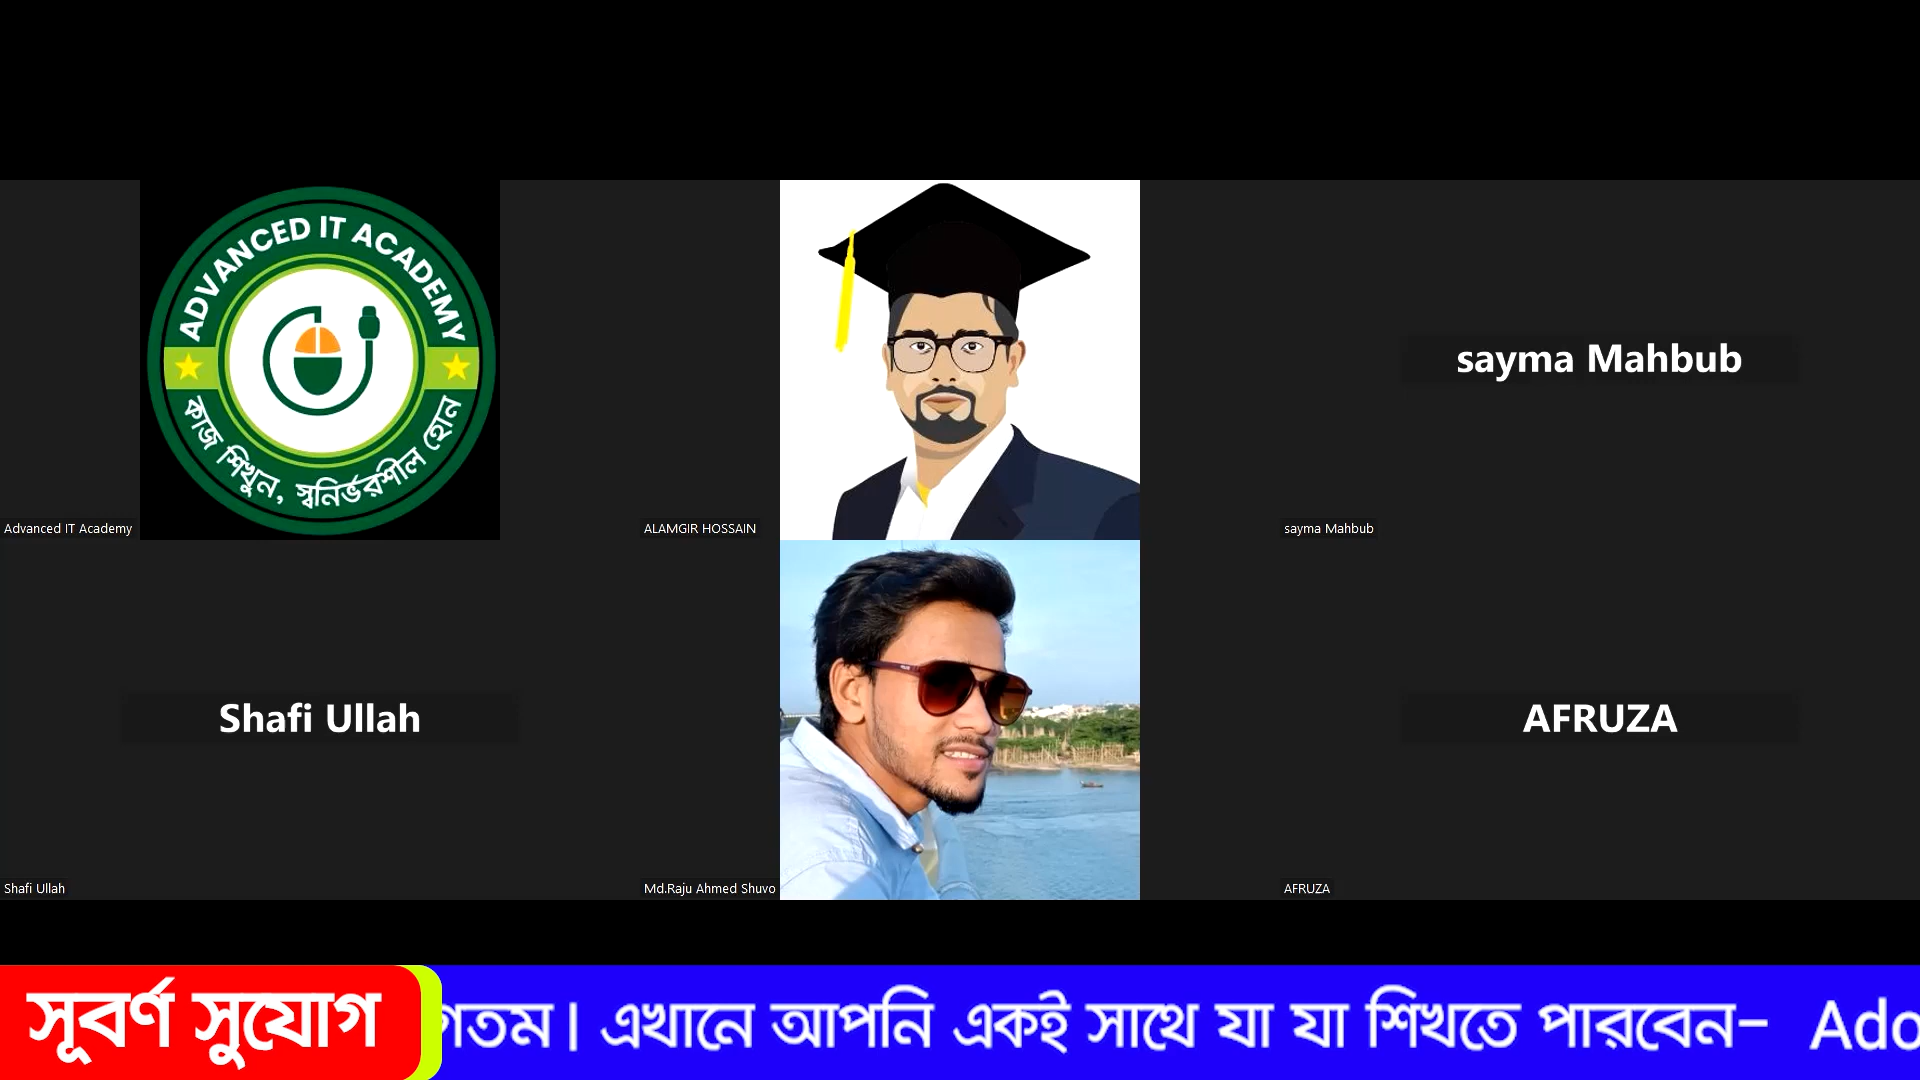 ADVANCED IT ACADEMY
কাজ শিখুন, স্বনির্ভরশীল হোন
Advanced IT Academy
ALAMGIR HOSSAIN
sayma Mahbub
sayma Mahbub
Shafi Ullah
Shafi Ullah
Md.Raju Ahmed Shuvo
AFRUZA
AFRUZA
সূবর্ণ সুযোগ
গতম। এখানে আপনি একই সাথে যা যা শিখতে পারবেন- Ado